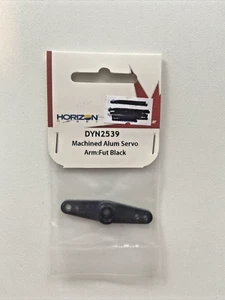 HORIZON
DYN2539
Machined Alum Servo
Arm:Fut Black